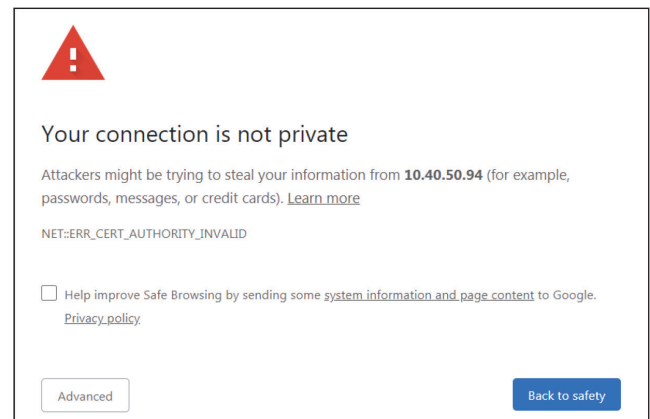 Your connection is not private
Attackers might be trying to steal your information from 10.40.50.94 (for example,
passwords, messages, or credit cards). Learn more
NET::ERR_CERT_AUTHORITY_INVALID
Help improve Safe Browsing by sending some system information and page content to Google.
Privacy policy
Advanced
Back to safety